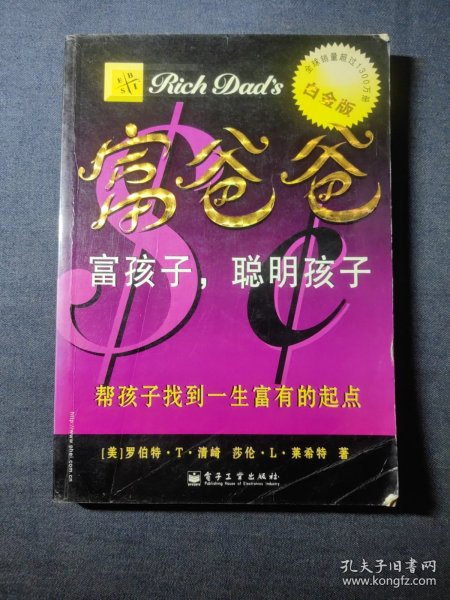 E B
S I
Rich Dad's
全球销量超过1300万册
白金版
富爸爸
富孩子，聪明孩子
帮孩子找到一生富有的起点
[美]罗伯特·T·清崎 莎伦·L·莱希特 著
电子工业出版社
Publishing House of Electronics Industry
孔夫子旧书网
www.kongfz.com